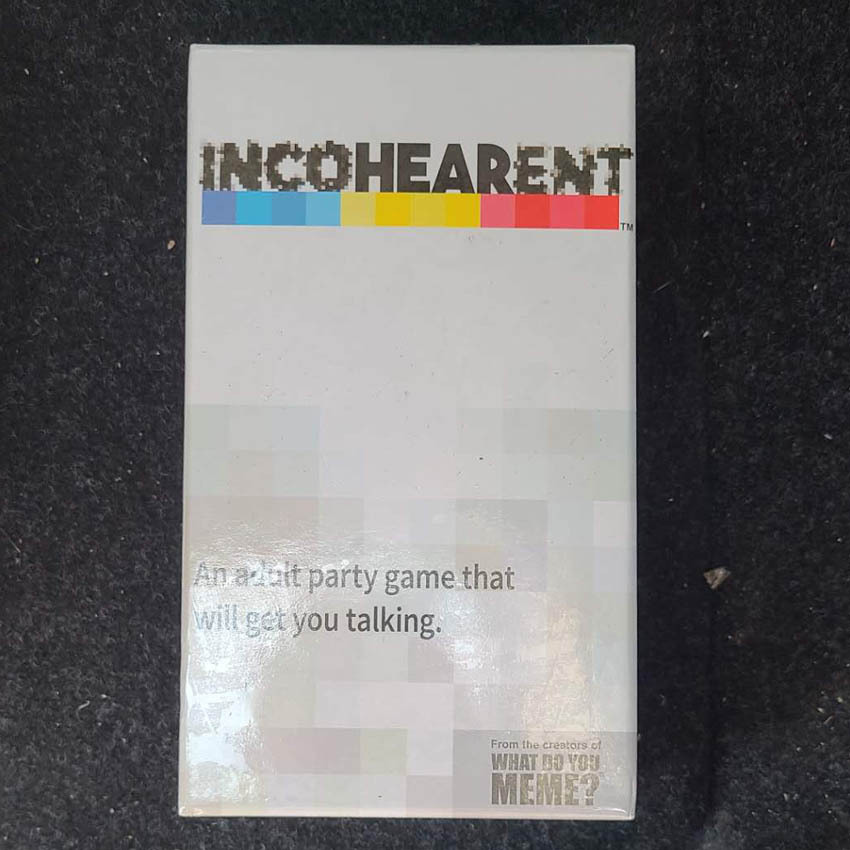 INCOHEARENT
TM
An adult party game that
will get you talking.
From the creators of
WHAT DO YOU
MEME?